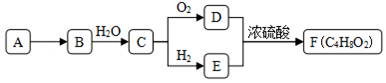 A → B H₂O → C O₂ → D 浓硫酸 → F (C₄H₈O₂)
H₂ → E